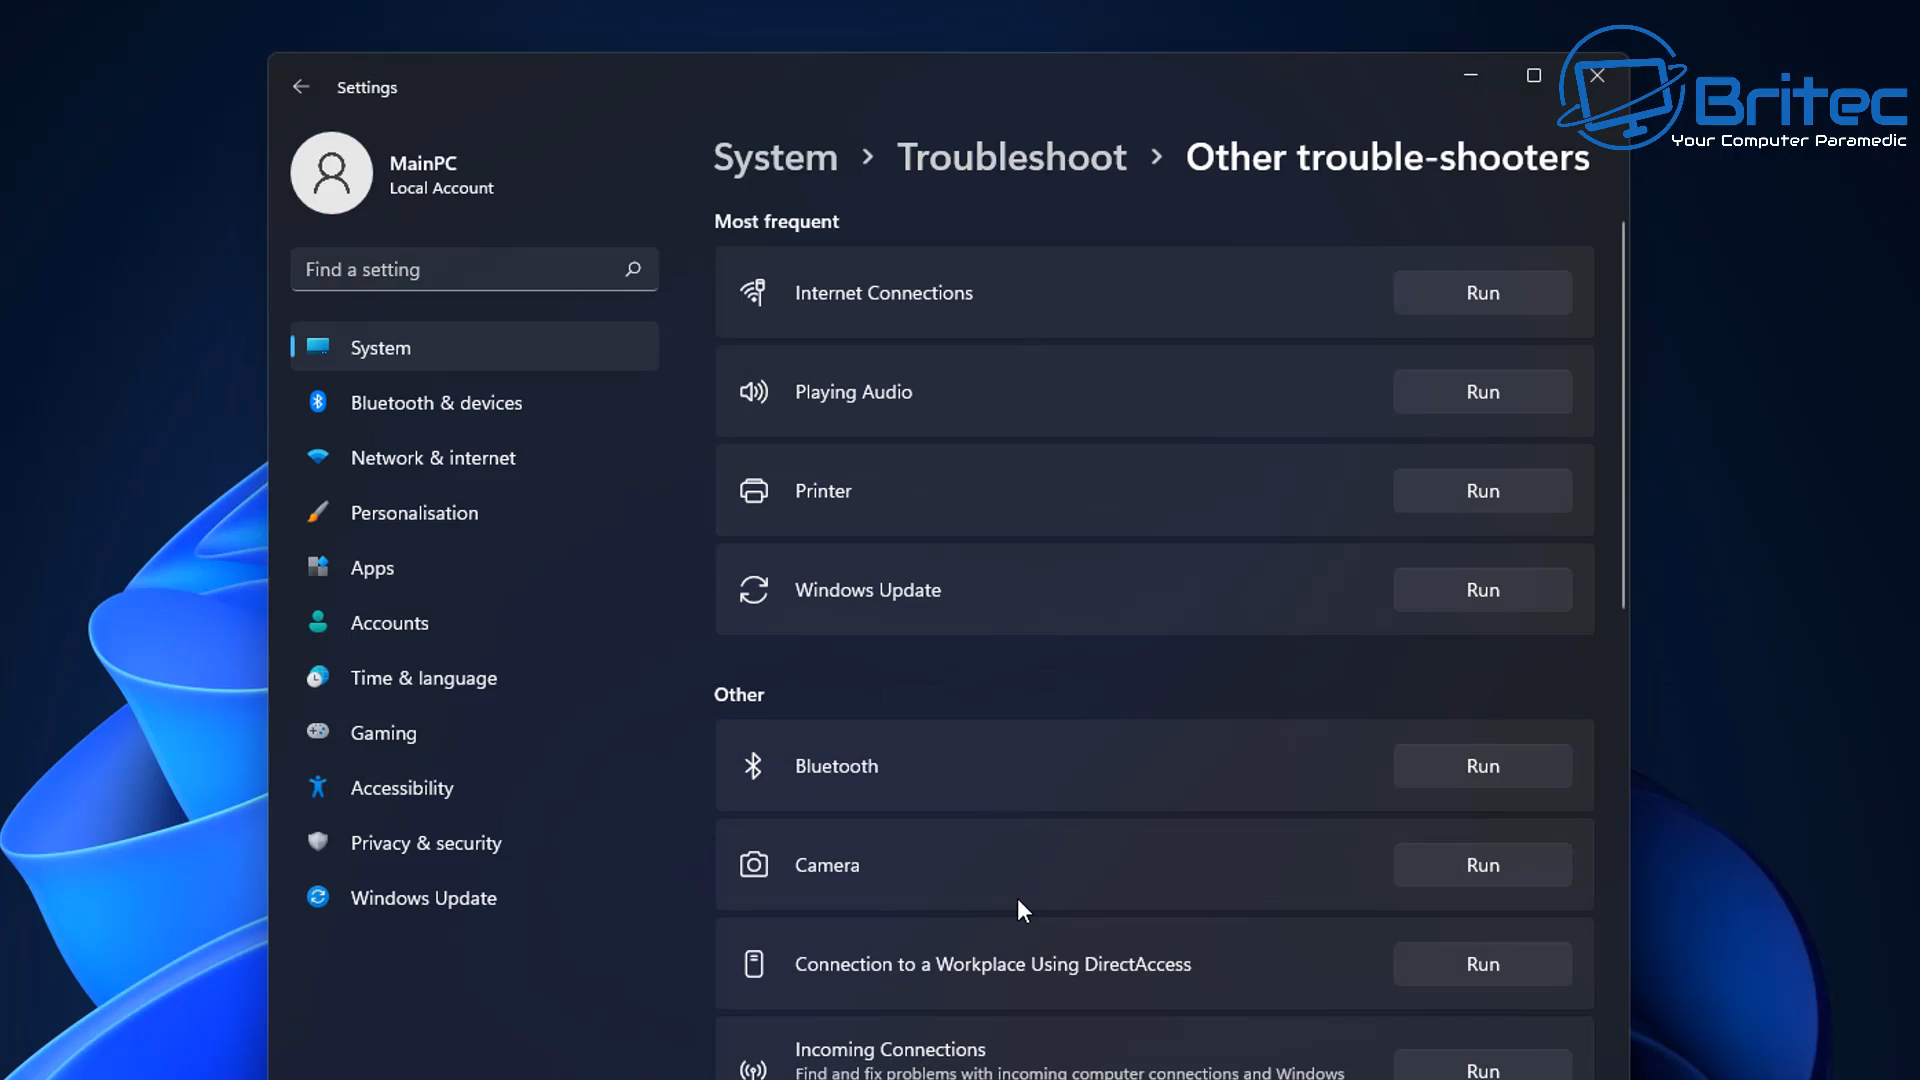 Settings
Britec
Your Computer Paramedic
MainPC
Local Account
Find a setting
System
Bluetooth & devices
Network & internet
Personalisation
Apps
Accounts
Time & language
Gaming
Accessibility
Privacy & security
Windows Update
System > Troubleshoot > Other trouble-shooters
Most frequent
Internet Connections Run
Playing Audio Run
Printer Run
Windows Update Run
Other
Bluetooth Run
Camera Run
Connection to a Workplace Using DirectAccess Run
Incoming Connections
Find and fix problems with incoming computer connections and Windows Run